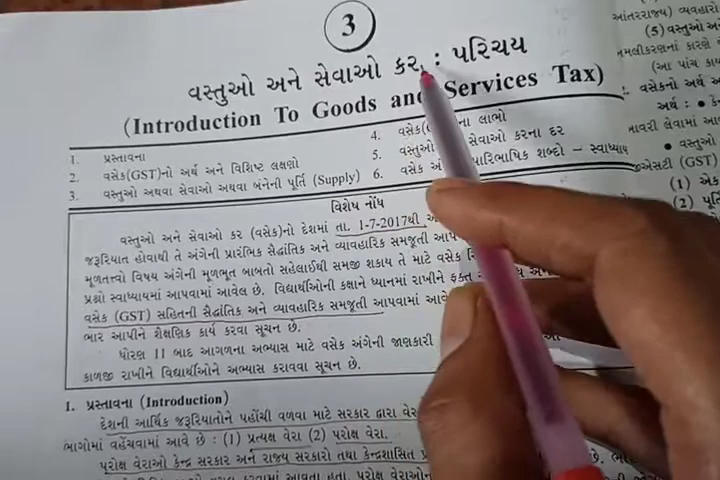 3
વસ્તુઓ અને સેવાઓ કર : પરિચય
(Introduction To Goods and Services Tax)
1. પ્રસ્તાવના
2. વસેક(GST)નો અર્થ અને વિશિષ્ટ લક્ષણો
3. વસ્તુઓ અથવા સેવાઓ અથવા બંનેની પૂર્તિ (Supply)
4. વસેક ના લાભો
5. વસ્તુઓ સેવાઓ કરના દર
6. વસેક પારિભાષિક શબ્દો – સ્વાધ્યાય
વિશેષ નોંધ
વસ્તુઓ અને સેવાઓ કર (વસેક)નો દેશમાં તા. 1-7-2017થી
જરૂરિયાત હોવાથી તે અંગેની પ્રારંભિક સૈદ્ધાંતિક અને વ્યાવહારિક સમજૂતી
મૂળતત્ત્વો વિષય અંગેની મૂળભૂત બાબતો સહેલાઈથી સમજી શકાય તે માટે વસેક
પ્રશ્નો સ્વાધ્યાયમાં આપવામાં આવેલ છે. વિદ્યાર્થીઓની કક્ષાને ધ્યાનમાં રાખીને ફક્ત
વસેક (GST) સહિતની સૈદ્ધાંતિક અને વ્યાવહારિક સમજૂતી આપવામાં
ભાર આપીને શૈક્ષણિક કાર્ય કરવા સૂચન છે.
ધોરણ 11 બાદ આગળના અભ્યાસ માટે વસેક અંગેની જાણકારી
કાળજી રાખીને વિદ્યાર્થીઓને અભ્યાસ કરાવવા સૂચન છે.
1. પ્રસ્તાવના (Introduction)
દેશની આર્થિક જરૂરિયાતોને પહોંચી વળવા માટે સરકાર દ્વારા
ભાગોમાં વહેંચવામાં આવે છે : (1) પ્રત્યક્ષ વેરા (2) પરોક્ષ વેરા.
પરોક્ષ વેરાઓ કેન્દ્ર સરકાર અને રાજ્ય સરકારો તથા કેન્દ્રશાસિત
આંતરરાજ્ય) વ્યવહારો
(5) વસ્તુઓ
કારણે
(આ પાંચ
વસેકનો અર્થ
અર્થ :
લેવામાં
• વસ્તુઓ
(GST)
(1) એક
(2)